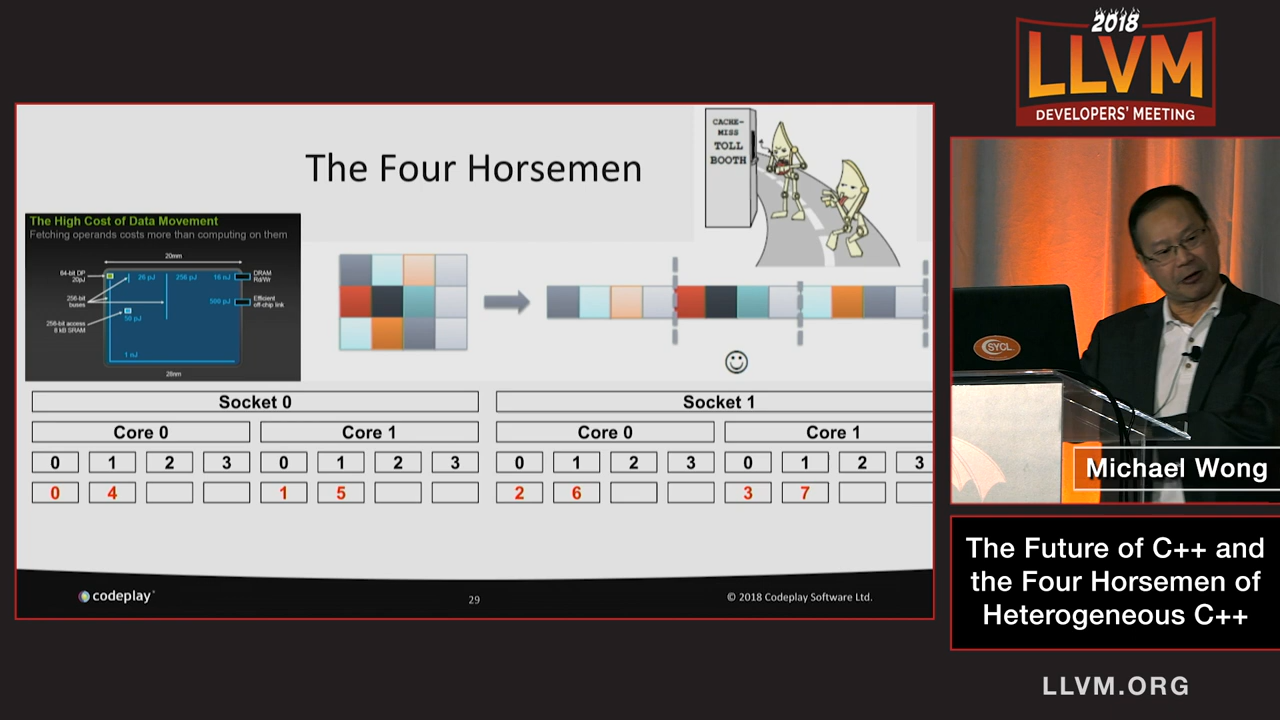 2018
LLVM
DEVELOPERS' MEETING
CACHE-
MISS
TOLL
BOOTH
The Four Horsemen
The High Cost of Data Movement
Fetching operands costs more than computing on them
20mm
64-bit DP
20pJ
26 pJ
256 pJ
16 nJ
DRAM
Rd/Wr
256-bit
buses
500 pJ
Efficient
off-chip link
256-bit access
8 kB SRAM
50 pJ
1 nJ
28nm
Socket 0
Socket 1
Core 0
Core 1
Core 0
Core 1
0 1 2 3 0 1 2 3 0 1 2 3 0 1 2 3
0 4 1 5 2 6 3 7
codeplay
29
© 2018 Codeplay Software Ltd.
SYCL
Michael Wong
The Future of C++ and
the Four Horsemen of
Heterogeneous C++
LLVM.ORG